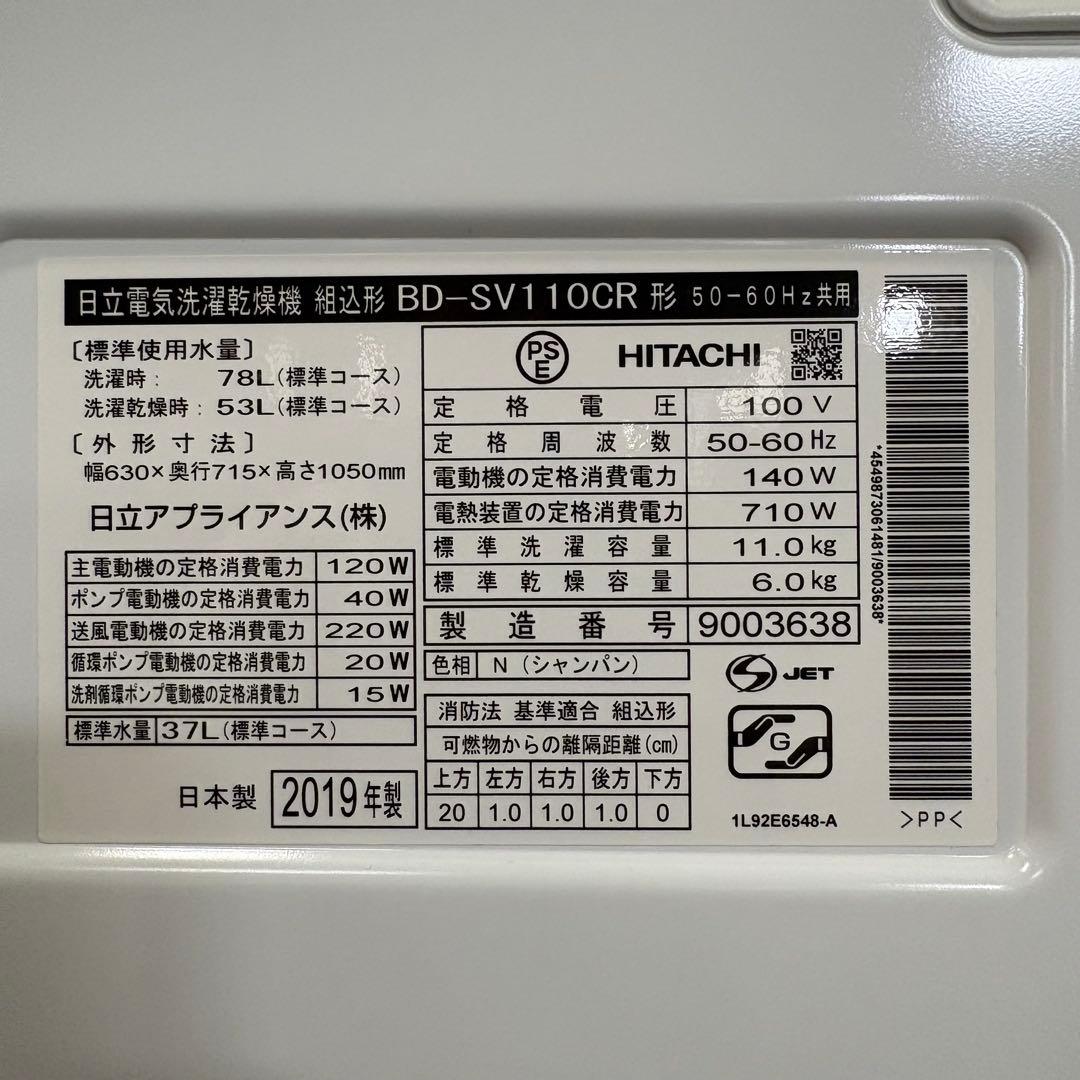 日立電気洗濯乾燥機 組込形 BD-SV110CR 形 50-60Hz共用
〔標準使用水量〕
洗濯時： 78L(標準コース)
洗濯乾燥時： 53L(標準コース)
〔外形寸法〕
幅630×奥行715×高さ1050mm
日立アプライアンス(株)
主電動機の定格消費電力 120W
ポンプ電動機の定格消費電力 40W
送風電動機の定格消費電力 220W
循環ポンプ電動機の定格消費電力 20W
洗剤循環ポンプ電動機の定格消費電力 15W
標準水量 37L(標準コース)
日本製 2019年製
PSE HITACHI
定格電圧 100V
定格周波数 50-60Hz
電動機の定格消費電力 140W
電熱装置の定格消費電力 710W
標準洗濯容量 11.0kg
標準乾燥容量 6.0kg
製造番号 9003638
色相 N（シャンパン）
消防法 基準適合 組込形
可燃物からの離隔距離(cm)
上方 左方 右方 後方 下方
20 1.0 1.0 1.0 0
S JET
G
1L92E6548-A
*4549873061481/9003638*
>PP<